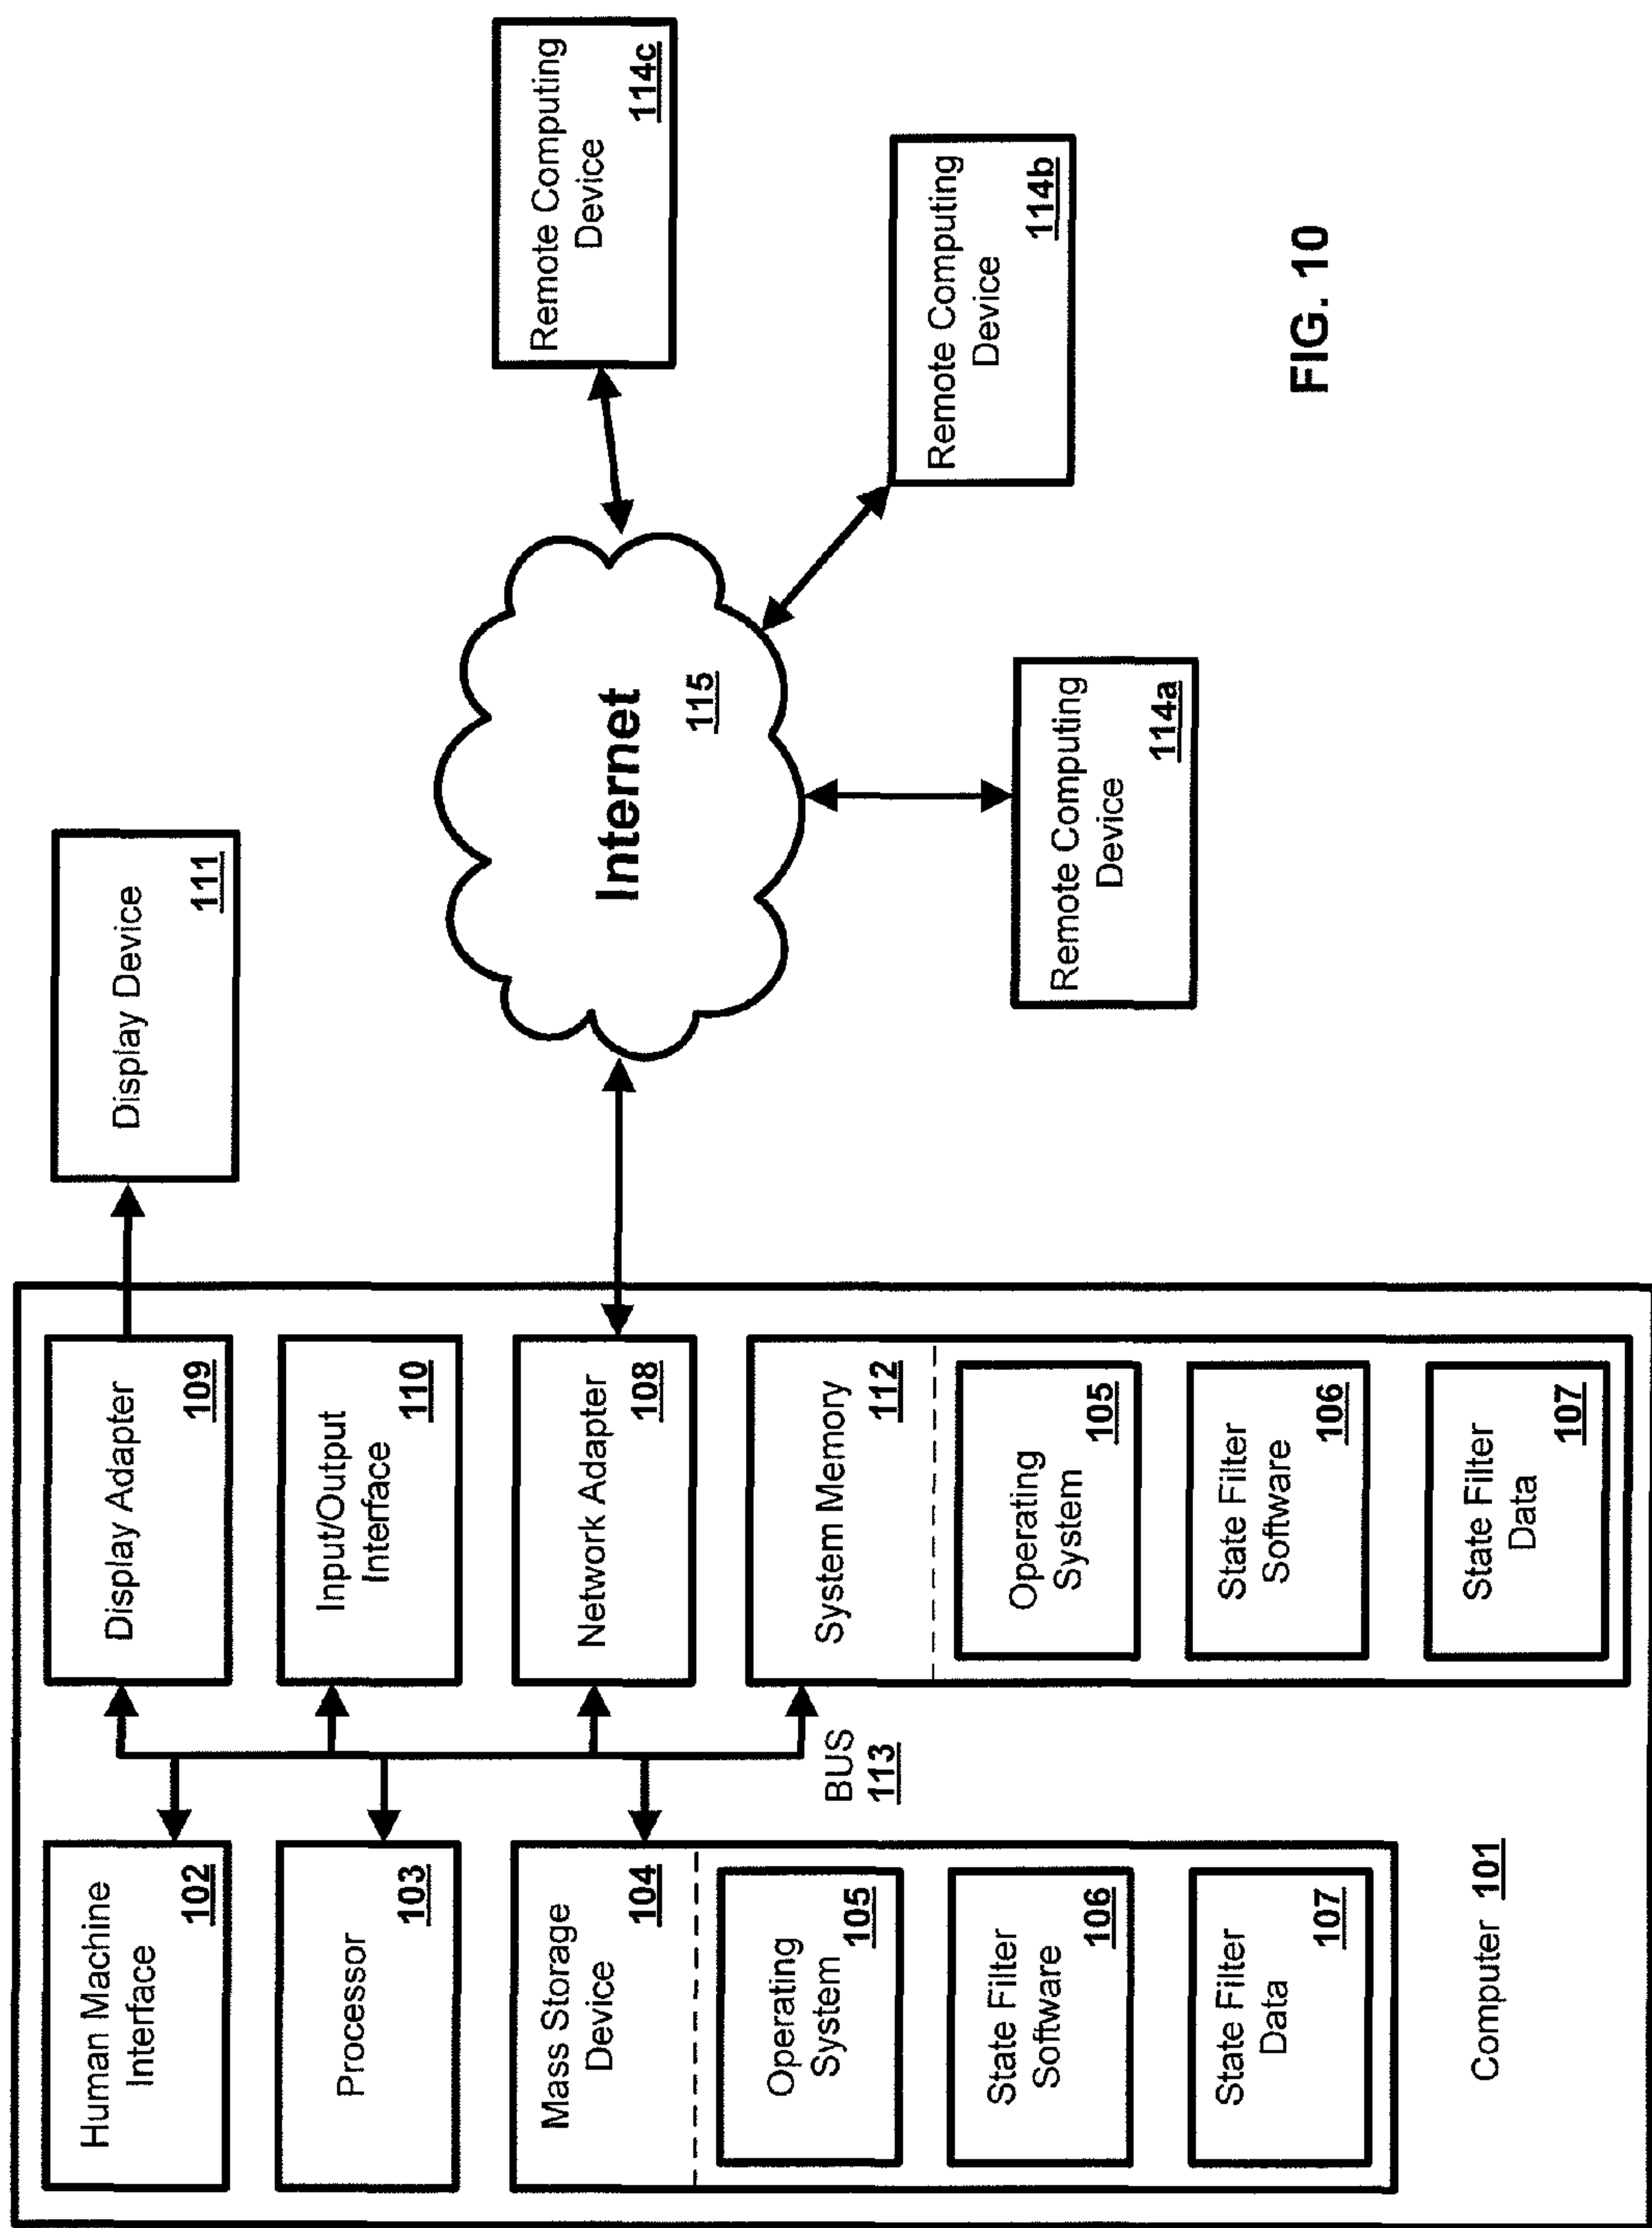 Human Machine
Interface
102
Processor
103
Mass Storage
Device
104
Operating
System
105
State Filter
Software
106
State Filter
Data
107
Computer 101
BUS
113
Display Adapter
109
Input/Output
Interface
110
Network Adapter
108
System Memory
112
Operating
System
105
State Filter
Software
106
State Filter
Data
107
Display Device
111
Internet
115
Remote Computing
Device
114a
Remote Computing
Device
114b
Remote Computing
Device
114c
FIG. 10